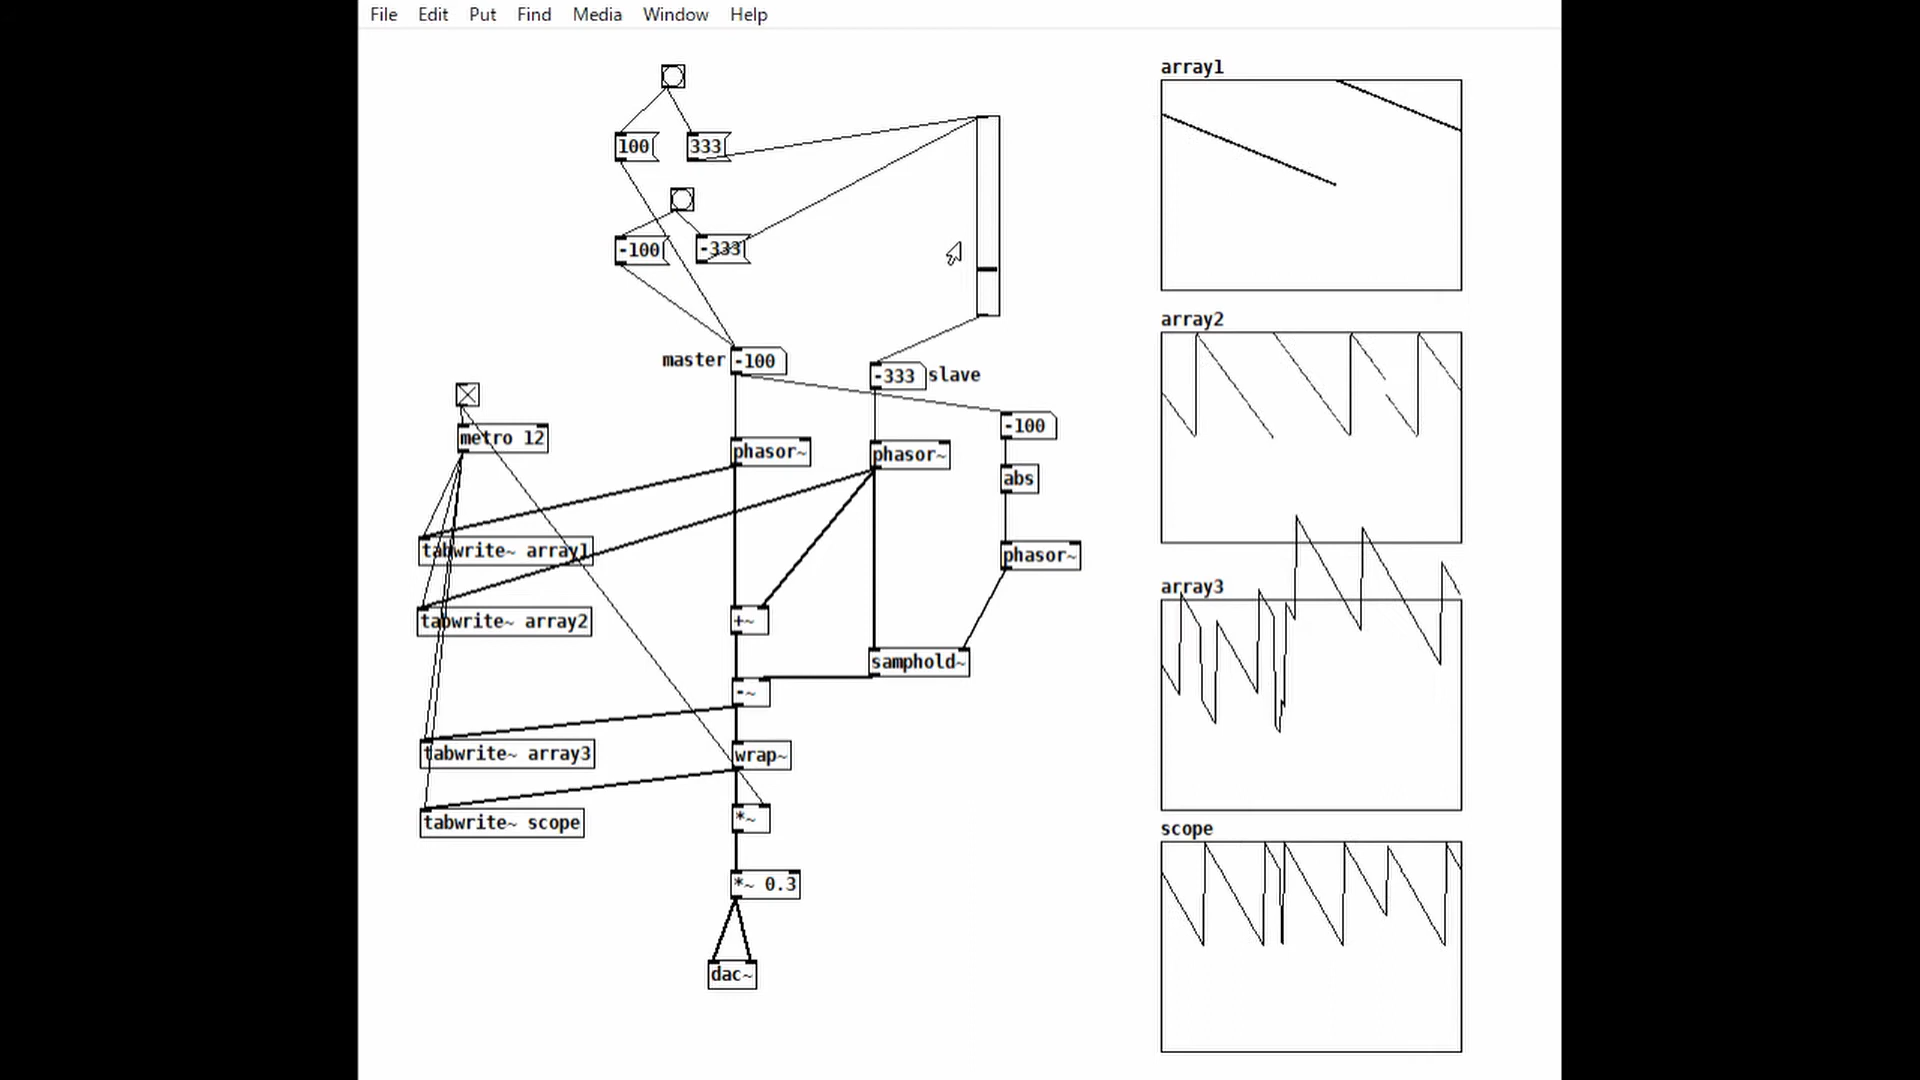 File Edit Put Find Media Window Help
array1
100 333
-100 -333
array2
master -100
-333 slave
-100
metro 12
phasor~ phasor~
abs
tabwrite~ array1
phasor~
array3
tabwrite~ array2
+~
samphold~
-~
tabwrite~ array3
wrap~
tabwrite~ scope
*~
scope
*~ 0.3
dac~